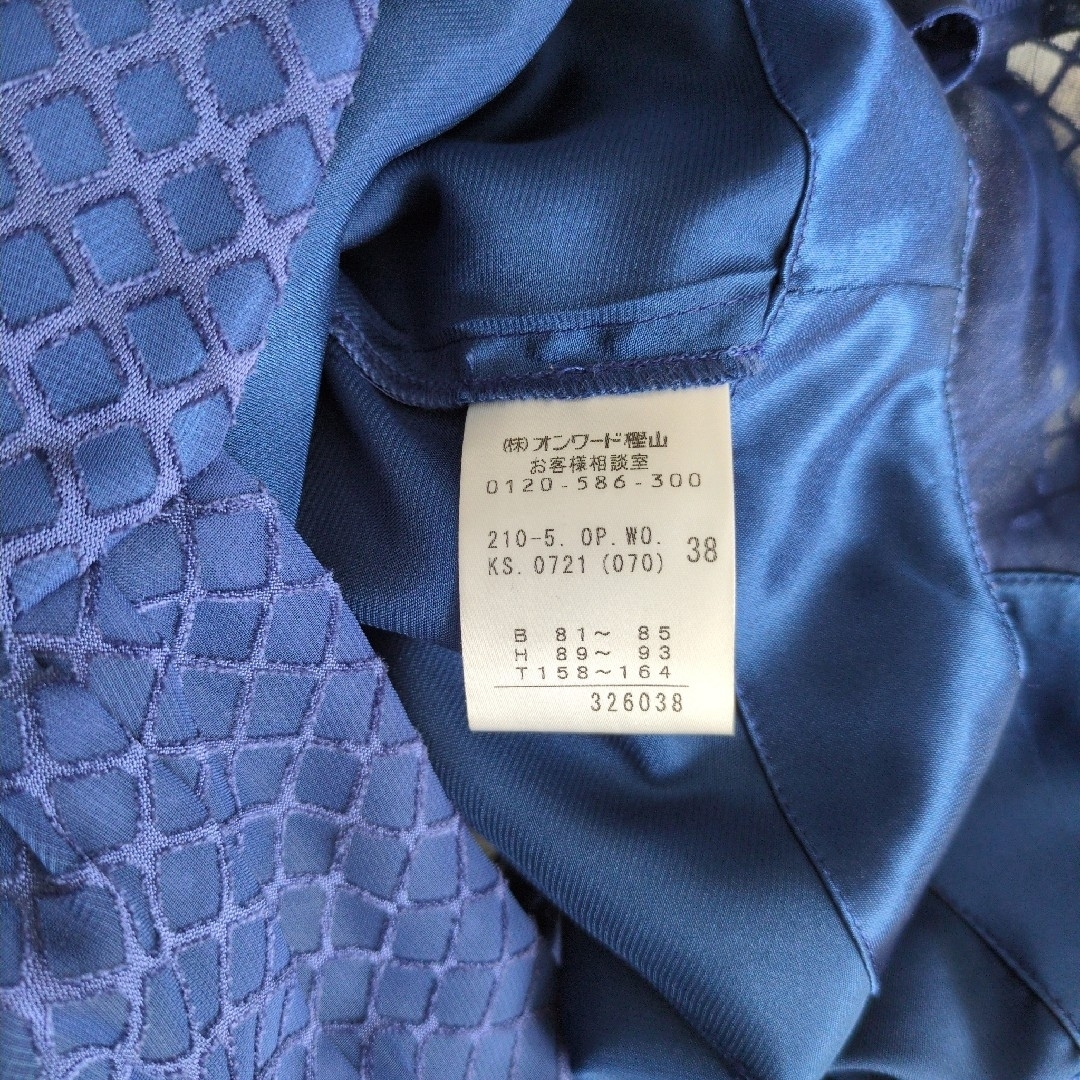 (株)オンワード樫山
お客様相談室
0120-586-300
210-5. OP. WO.
KS. 0721 (070) 38
B 81〜 85
H 89〜 93
T 158〜164
326038